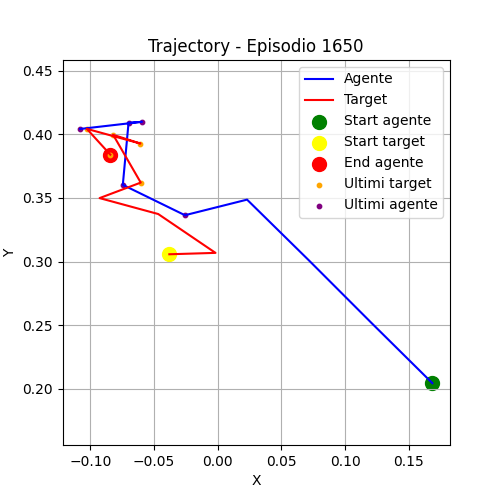 Trajectory - Episodio 1650
0.45
0.40
0.35
0.30
0.25
0.20
Y
−0.10
−0.05
0.00
0.05
0.10
0.15
X
Agente
Target
Start agente
Start target
End agente
Ultimi target
Ultimi agente